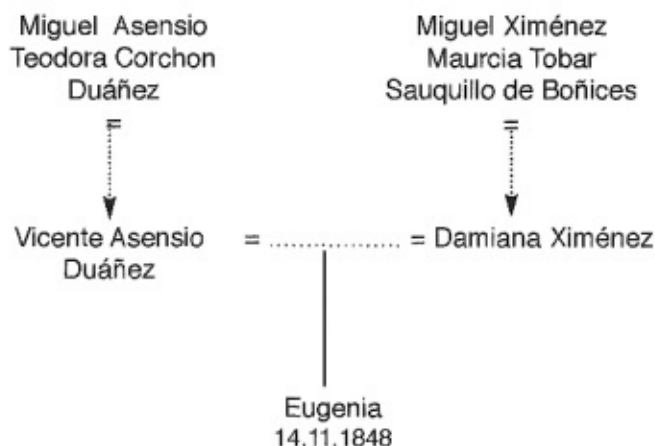 Miguel Asensio
Teodora Corchon
Duáñez
Miguel Ximénez
Maurcia Tobar
Sauquillo de Boñices
=
=
Vicente Asensio
Duáñez
= .................. = Damiana Ximénez
Eugenia
14.11.1848